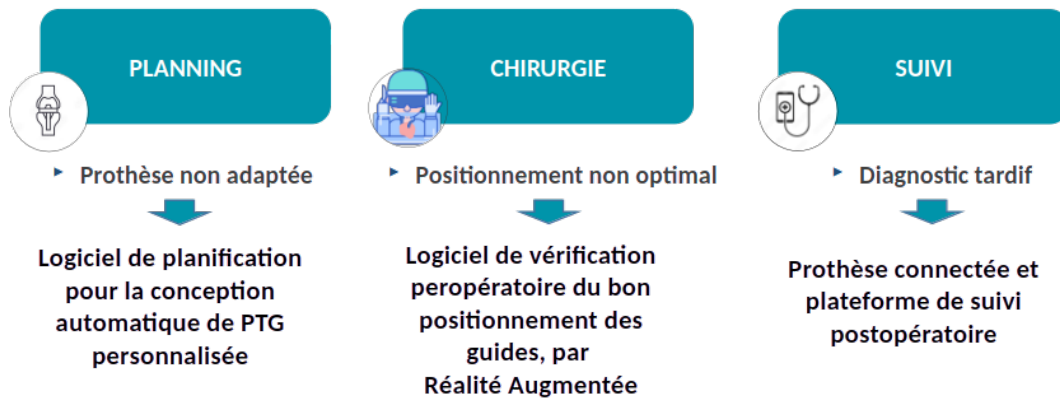 PLANNING
Prothèse non adaptée
Logiciel de planification
pour la conception
automatique de PTG
personnalisée
CHIRURGIE
Positionnement non optimal
Logiciel de vérification
peropératoire du bon
positionnement des
guides, par
Réalité Augmentée
SUIVI
Diagnostic tardif
Prothèse connectée et
plateforme de suivi
postopératoire